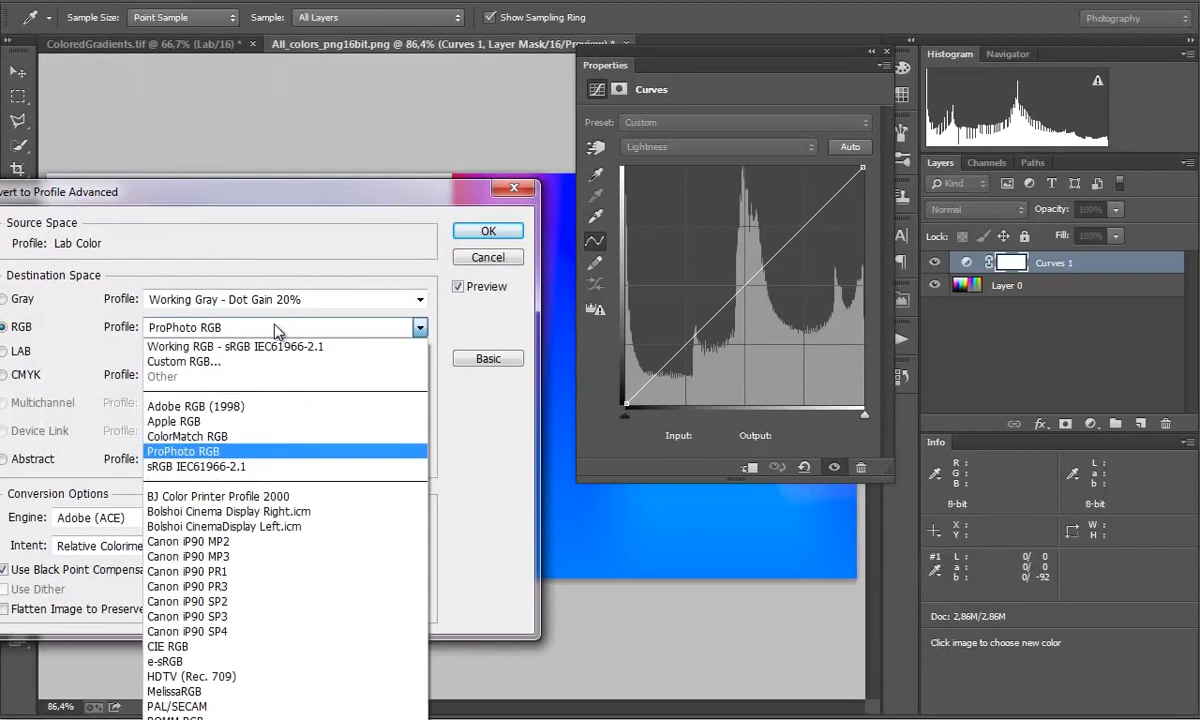 Sample Size: Point Sample Sample: All Layers Show Sampling Ring Photography
ColoredGradients.tif @ 66,7% (Lab/16) * × All_colors_png16bit.png @ 86,4% (Curves 1, Layer Mask/16/Preview) * ×
Histogram Navigator
Properties
Curves
Preset: Custom
Lightness Auto
Input: Output:
Layers Channels Paths
Kind
Normal Opacity: 100%
Lock: Fill: 100%
Curves 1
Layer 0
fx
Info
R: L:
G: a:
B: b:
8-bit 8-bit
X: W:
Y: H:
#1 L: 0/ 0
a: 0/ 0
b: 0/ -92
Doc: 2,86M/2,86M
Click image to choose new color
vert to Profile Advanced
Source Space
Profile: Lab Color
Destination Space
Gray Profile: Working Gray - Dot Gain 20%
RGB Profile: ProPhoto RGB
LAB Profile:
CMYK Profile:
Multichannel Profile:
Device Link Profile:
Abstract Profile:
Conversion Options
Engine: Adobe (ACE)
Intent: Relative Colorime
Use Black Point Compensa
Use Dither
Flatten Image to Preserve
OK
Cancel
Preview
Basic
Working RGB - sRGB IEC61966-2.1
Custom RGB...
Other
Adobe RGB (1998)
Apple RGB
ColorMatch RGB
ProPhoto RGB
sRGB IEC61966-2.1
BJ Color Printer Profile 2000
Bolshoi Cinema Display Right.icm
Bolshoi CinemaDisplay Left.icm
Canon iP90 MP2
Canon iP90 MP3
Canon iP90 PR1
Canon iP90 PR3
Canon iP90 SP2
Canon iP90 SP3
Canon iP90 SP4
CIE RGB
e-sRGB
HDTV (Rec. 709)
MelissaRGB
PAL/SECAM
ROMM RGB
86,4%